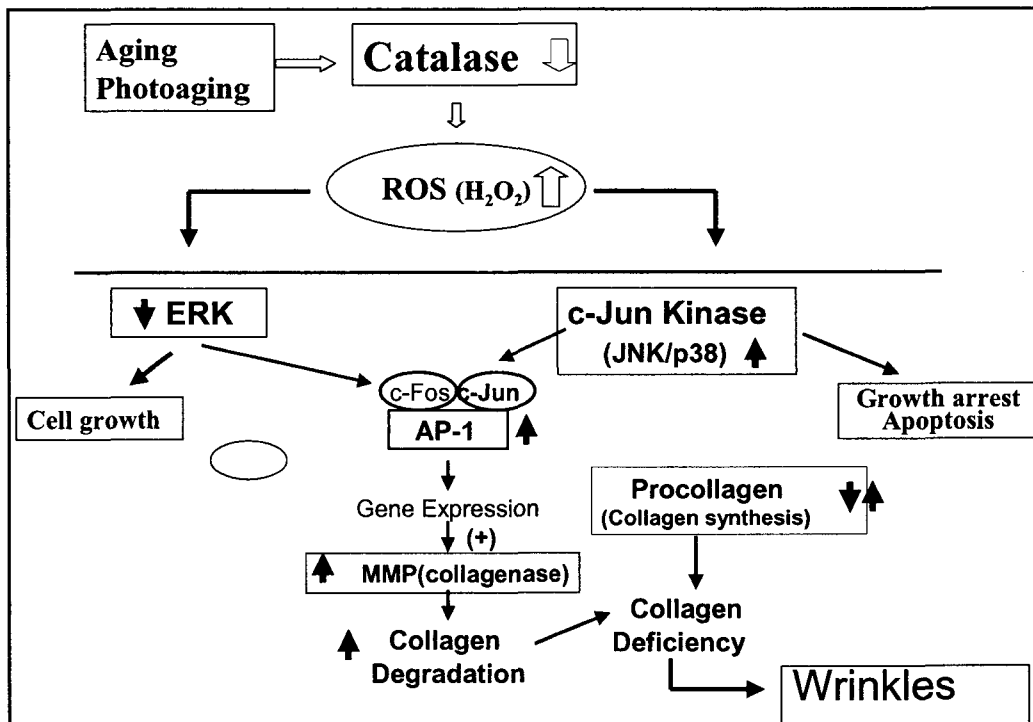 Aging
Photoaging
Catalase
ROS (H₂O₂)
ERK
c-Jun Kinase
(JNK/p38)
Cell growth
c-Fos c-Jun
AP-1
Growth arrest
Apoptosis
Gene Expression
(+)
MMP(collagenase)
Procollagen
(Collagen synthesis)
Collagen
Degradation
Collagen
Deficiency
Wrinkles